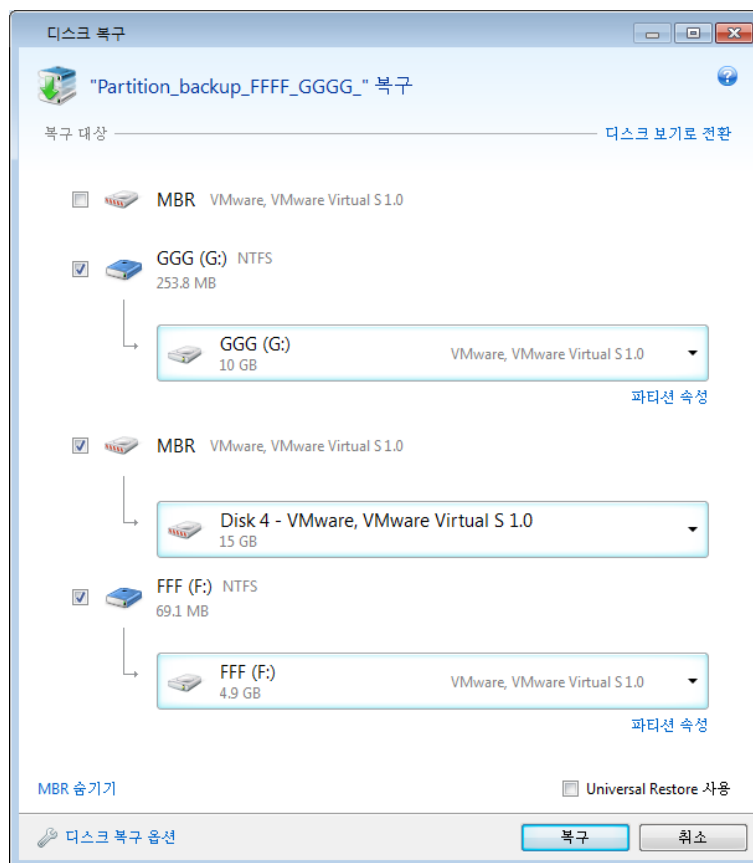 디스크 복구
"Partition_backup_FFFF_GGGG_" 복구
복구 대상 디스크 보기로 전환
MBR VMware, VMware Virtual S 1.0
GGG (G:) NTFS
253.8 MB
GGG (G:) VMware, VMware Virtual S 1.0
10 GB
파티션 속성
MBR VMware, VMware Virtual S 1.0
Disk 4 - VMware, VMware Virtual S 1.0
15 GB
FFF (F:) NTFS
69.1 MB
FFF (F:) VMware, VMware Virtual S 1.0
4.9 GB
파티션 속성
MBR 숨기기 Universal Restore 사용
디스크 복구 옵션 복구 취소